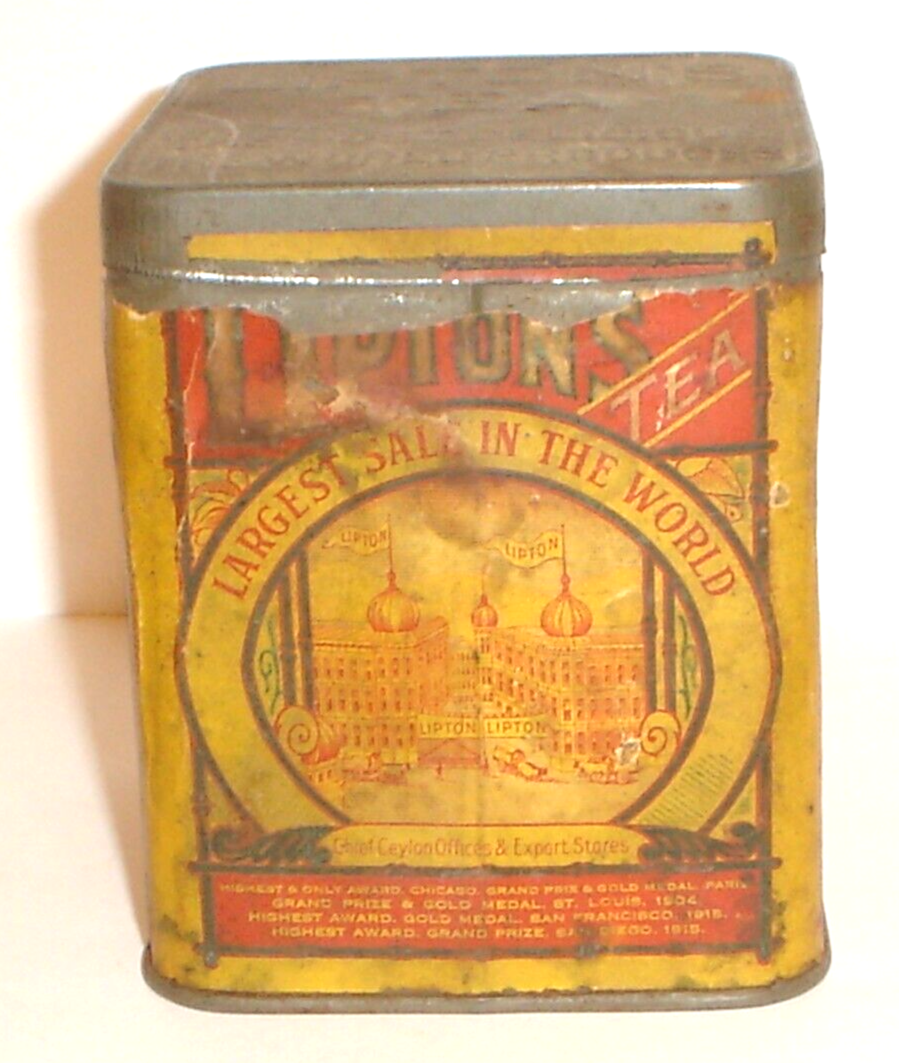 LIPTON'S
TEA
LARGEST SALE IN THE WORLD
LIPTON
LIPTON
LIPTON LIPTON
Chief Ceylon Offices & Export Stores
HIGHEST & ONLY AWARD. CHICAGO. GRAND PRIX & GOLD MEDAL. PARIS
GRAND PRIZE & GOLD MEDAL, ST. LOUIS, 1904.
HIGHEST AWARD. GOLD MEDAL. SAN FRANCISCO. 1915.
HIGHEST AWARD. GRAND PRIZE. SAN DIEGO. 1915.